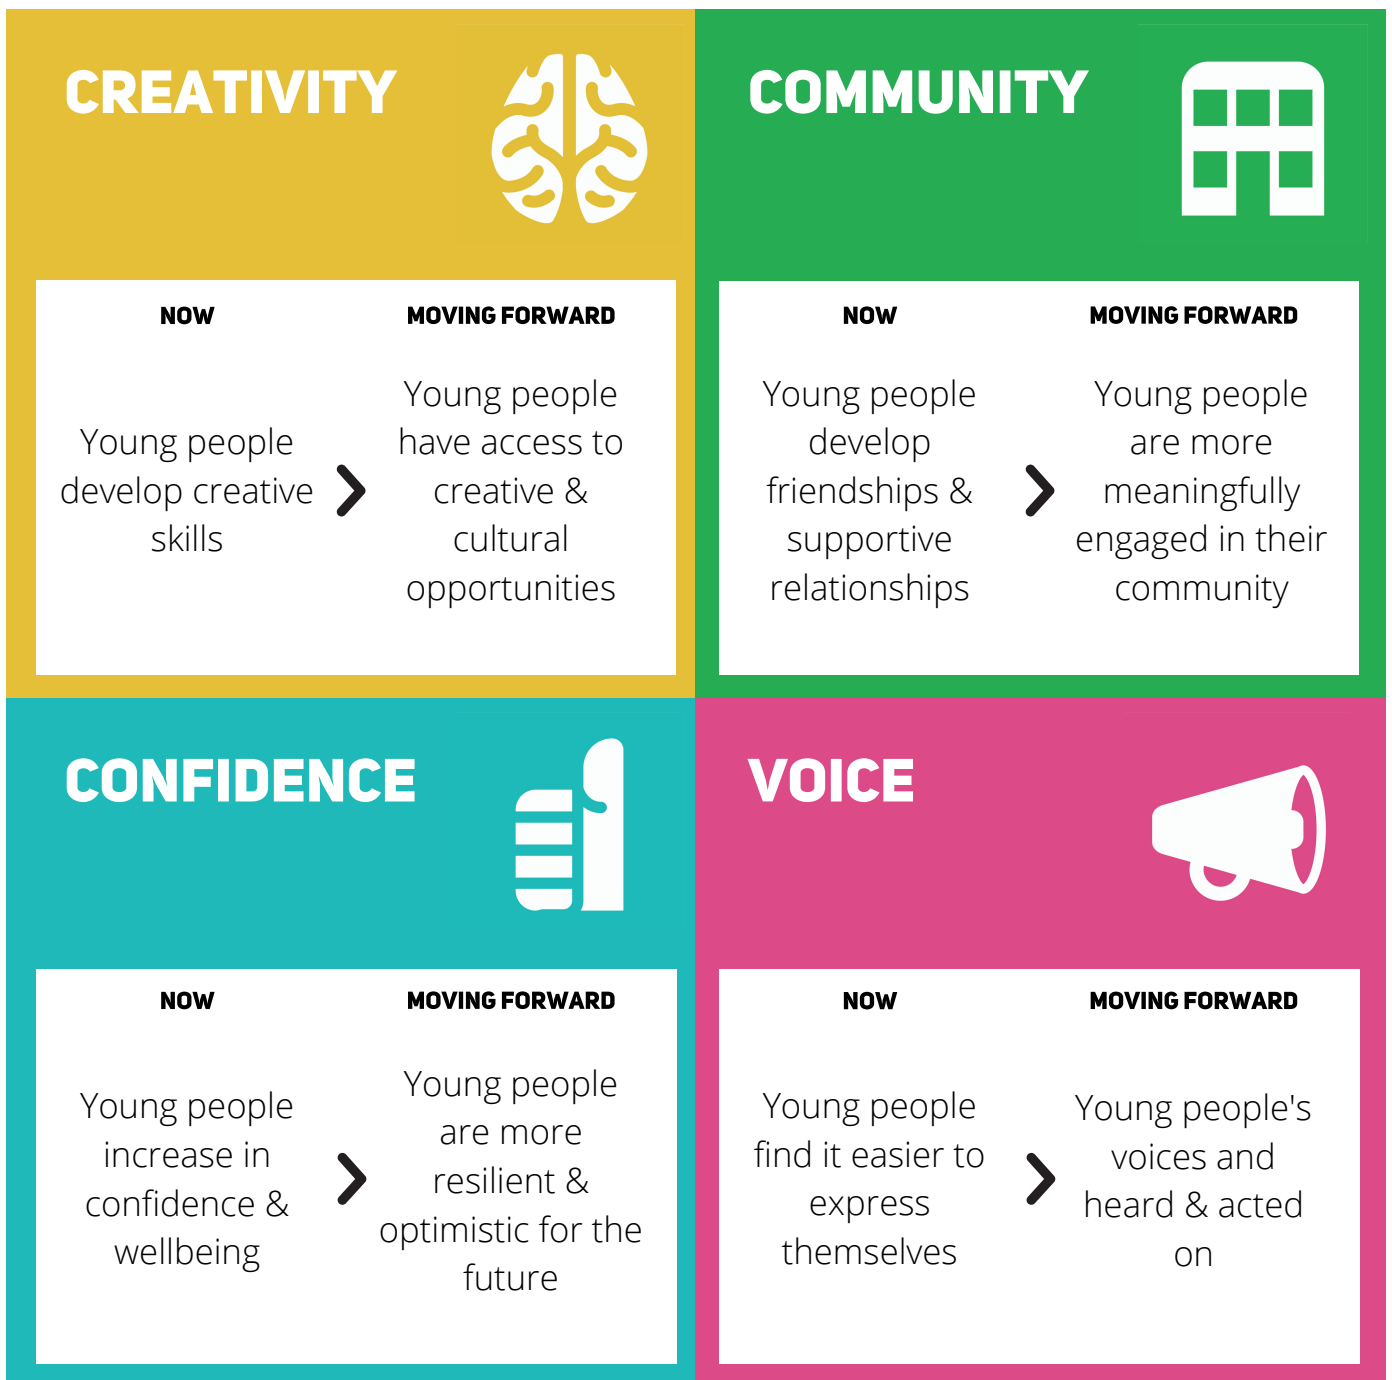 CREATIVITY
NOW
Young people
develop creative
skills
MOVING FORWARD
Young people
have access to
creative &
cultural
opportunities
COMMUNITY
NOW
Young people
develop
friendships &
supportive
relationships
MOVING FORWARD
Young people
are more
meaningfully
engaged in their
community
CONFIDENCE
NOW
Young people
increase in
confidence &
wellbeing
MOVING FORWARD
Young people
are more
resilient &
optimistic for the
future
VOICE
NOW
Young people
find it easier to
express
themselves
MOVING FORWARD
Young people's
voices and
heard & acted
on